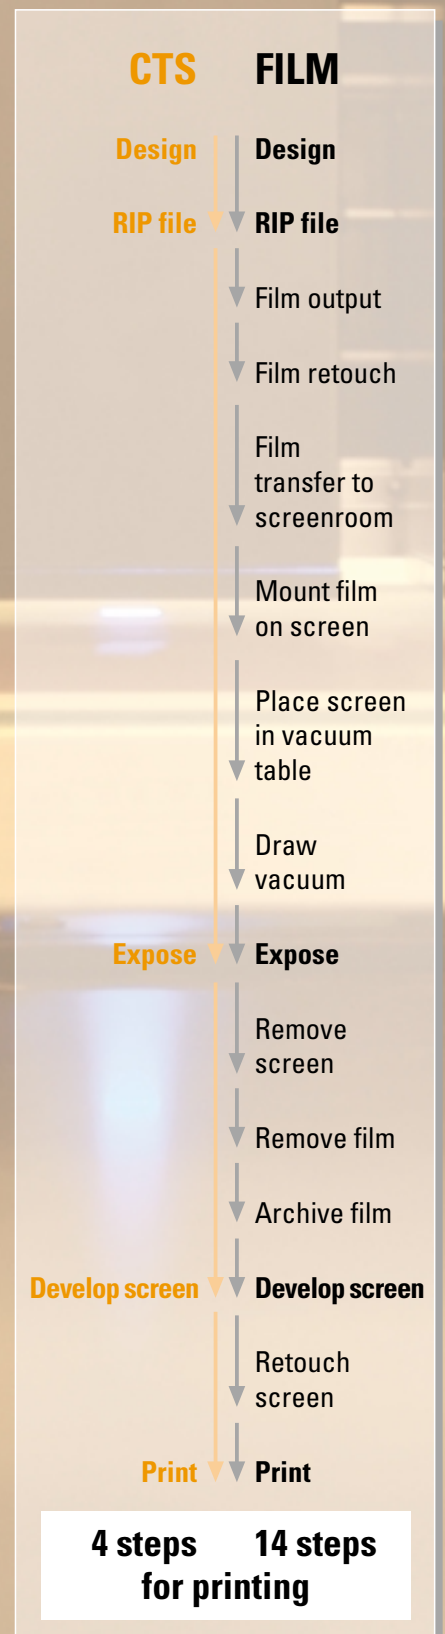 CTS FILM
Design Design
RIP file RIP file
Film output
Film retouch
Film
transfer to
screenroom
Mount film
on screen
Place screen
in vacuum
table
Draw
vacuum
Expose Expose
Remove
screen
Remove film
Archive film
Develop screen Develop screen
Retouch
screen
Print Print
4 steps 14 steps
for printing